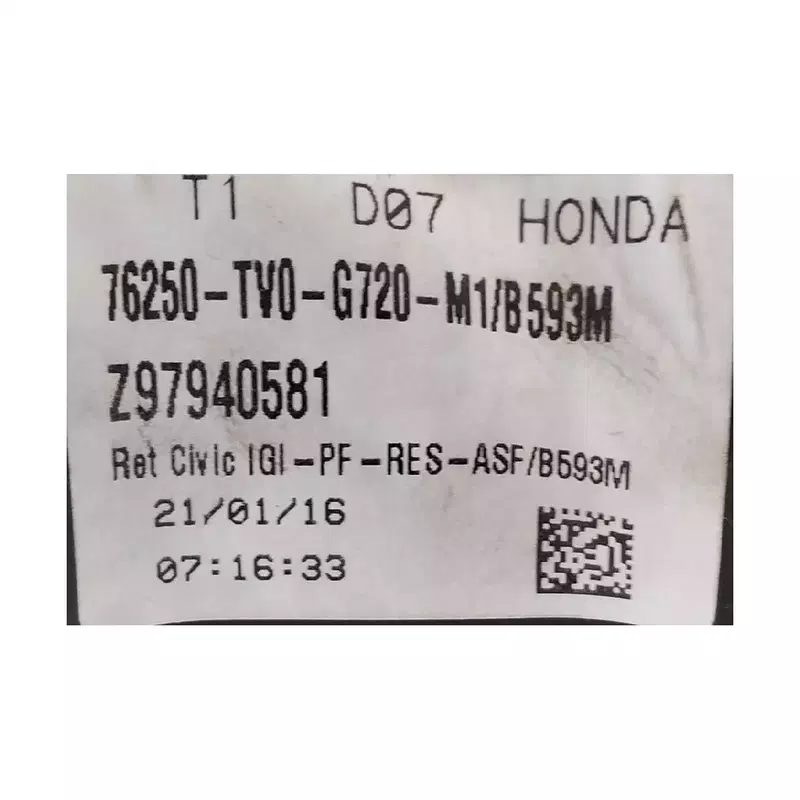 T1 D07 HONDA
76250-TV0-G720-M1/B593M
Z97940581
Ret Civic IGI-PF-RES-ASF/B593M
21/01/16
07:16:33